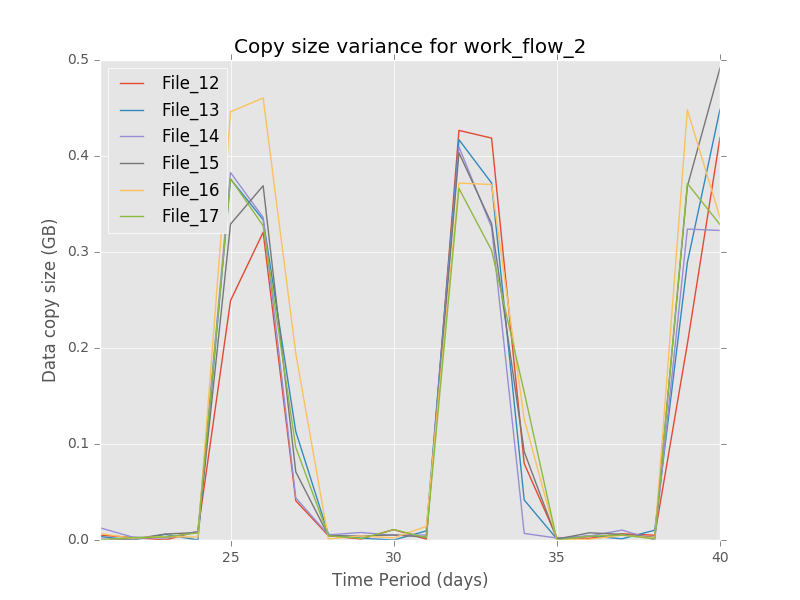 Copy size variance for work_flow_2
File_12
File_13
File_14
File_15
File_16
File_17
Data copy size (GB)
0.5
0.4
0.3
0.2
0.1
0.0
25 30 35 40
Time Period (days)